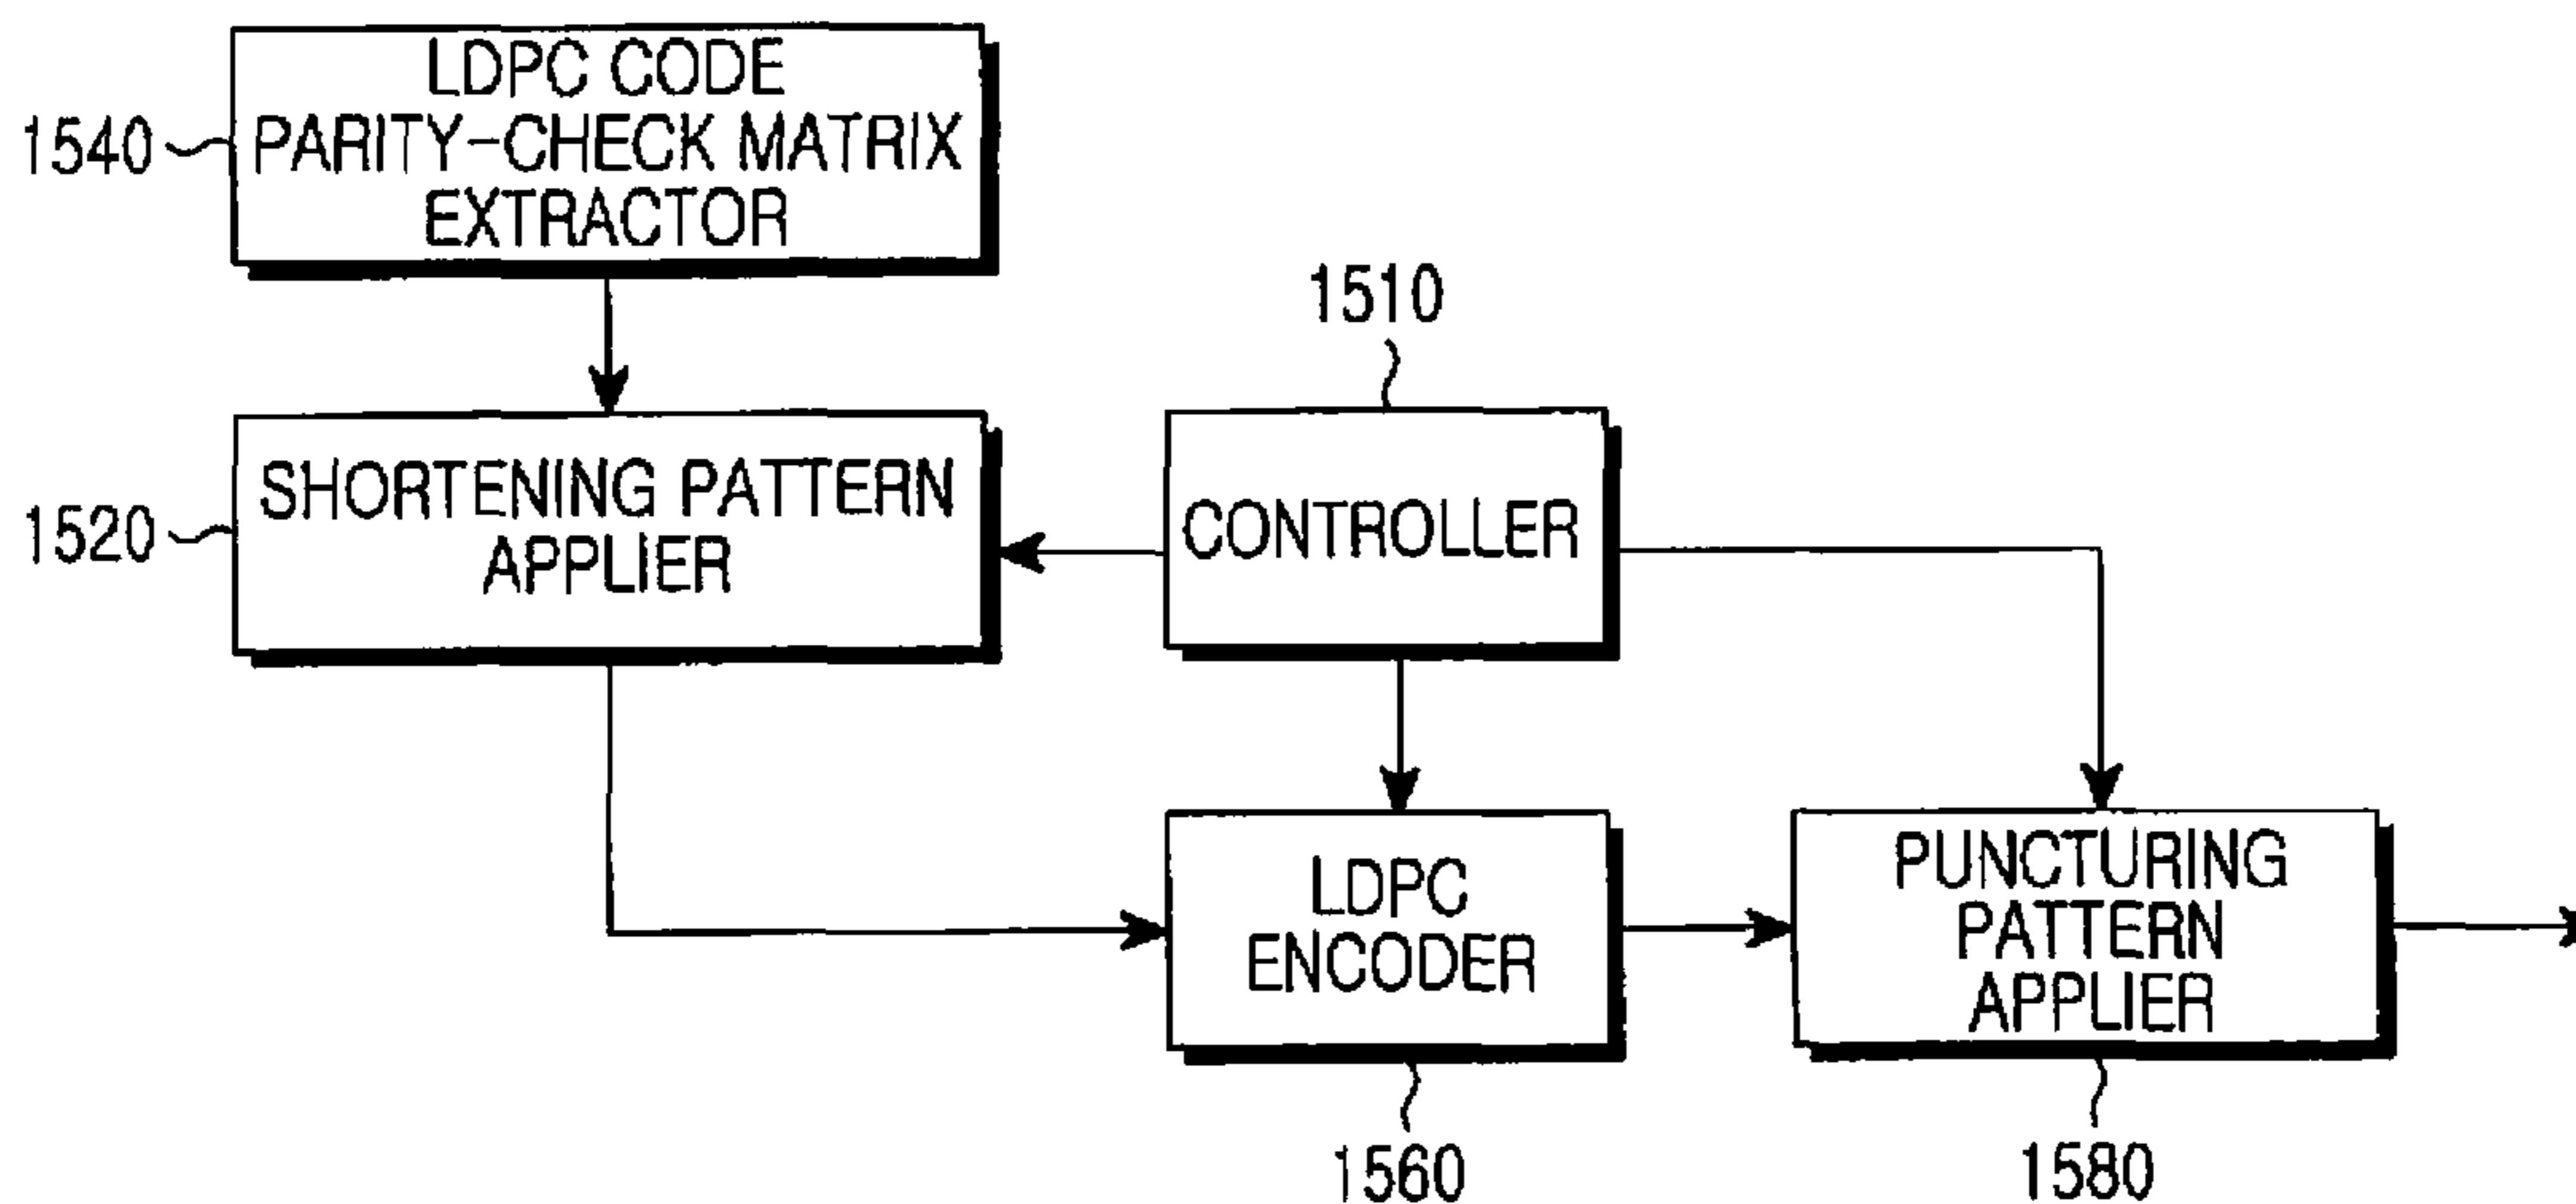 LDPC CODE
PARITY-CHECK MATRIX
EXTRACTOR
1540
1510
SHORTENING PATTERN
APPLIER
1520
CONTROLLER
LDPC
ENCODER
1560
PUNCTURING
PATTERN
APPLIER
1580